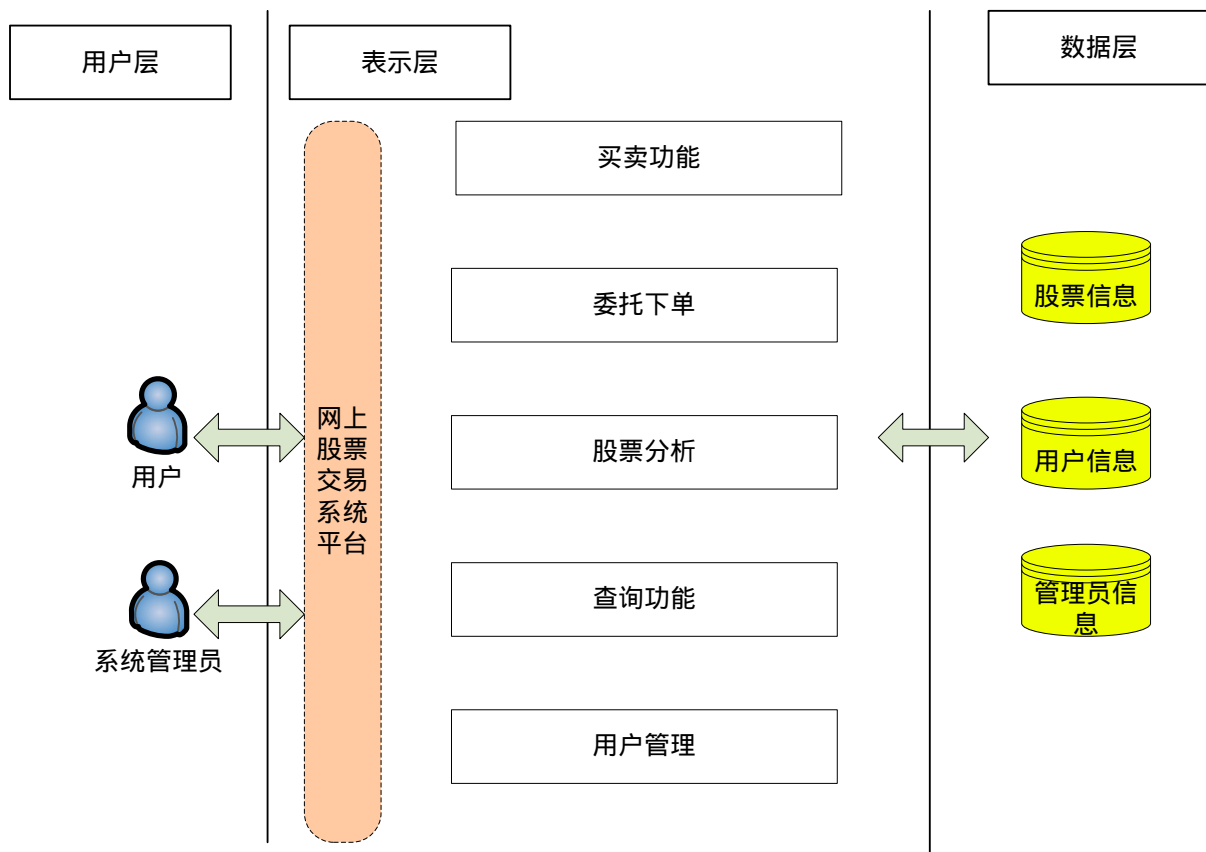 用户层
表示层
数据层
买卖功能
委托下单
股票分析
查询功能
用户管理
网上
股票
交易
系统
平台
用户
系统管理员
股票信息
用户信息
管理员信
息